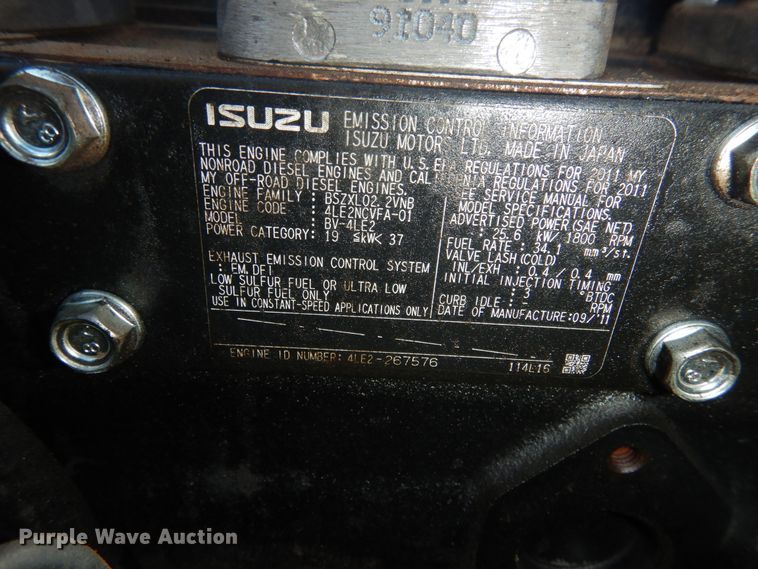 91040
ISUZU EMISSION CONTROL INFORMATION
ISUZU MOTOR LTD. MADE IN JAPAN
THIS ENGINE COMPLIES WITH U.S. REGULATIONS FOR 2011 MY
NONROAD DIESEL ENGINES AND CAL REGULATIONS FOR 2011
MY OFF-ROAD DIESEL ENGINES.
ENGINE FAMILY : BSZXL02.2VNB
ENGINE CODE : 4LE2NCVFA-01
MODEL : BV-4LE2
POWER CATEGORY : 19 ≤kW< 37
EXHAUST EMISSION CONTROL SYSTEM
: EM,DFI
LOW SULFUR FUEL OR ULTRA LOW
SULFUR FUEL ONLY
USE IN CONSTANT-SPEED APPLICATIONS ONLY
SERVICE MANUAL FOR
MODEL SPECIFICATIONS.
ADVERTISED POWER (SAE NET)
: 25.6 kW/ 1800 RPM
FUEL RATE : 34.1 mm³/st.
VALVE LASH (COLD)
INL/EXH : 0.4 / 0.4 mm
INITIAL INJECTION TIMING
: 3 BTDC
CURB IDLE : RPM
DATE OF MANUFACTURE:09/'11
ENGINE ID NUMBER: 4LE2-267576
114L15
Purple Wave Auction